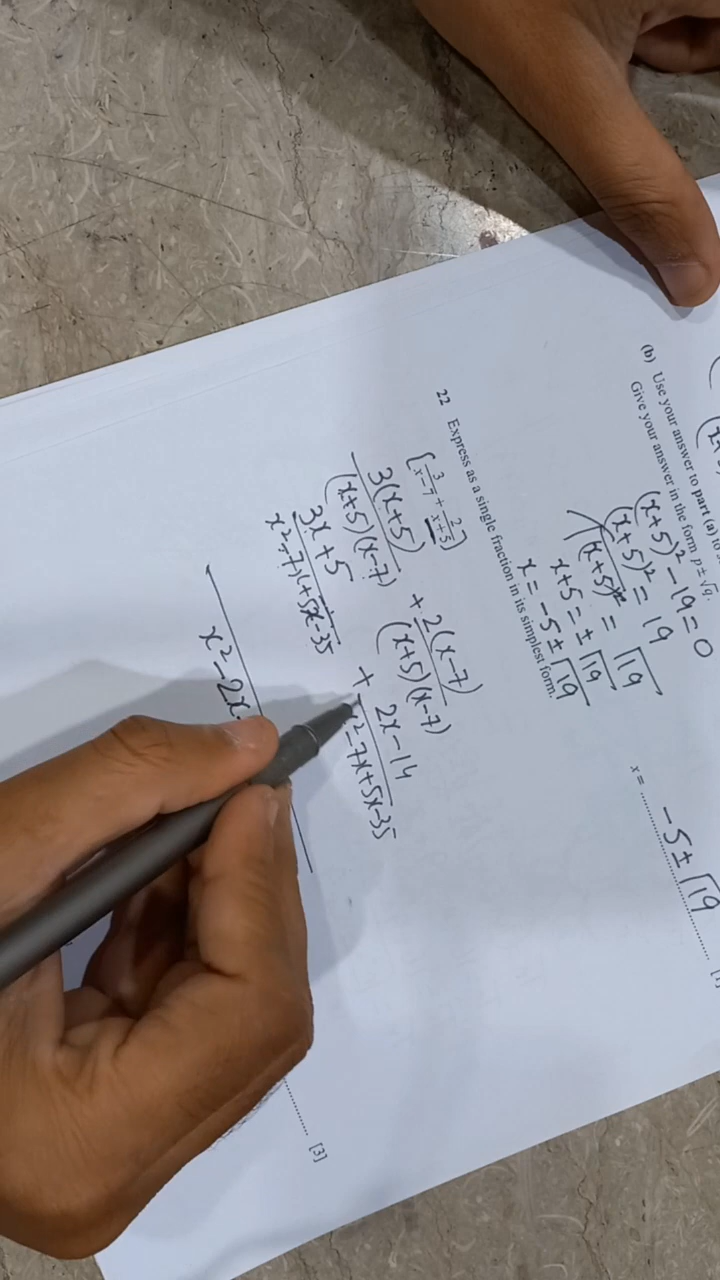 (b) Use your answer to part (a) to
Give your answer in the form p ± √q.
(x+5)² − 19 = 0
(x+5)² = 19
√(x+5)² = √19
x+5 = ± √19
x = −5 ± √19
x = −5 ± √19
22 Express as a single fraction in its simplest form.
3/(x−7) + 2/(x+5)
3(x+5)/(x+5)(x−7) + 2(x−7)/(x+5)(x−7)
3x+5/x²−7x+5x−35 + 2x−14/x²−7x+5x−35
x²−2x
[3]